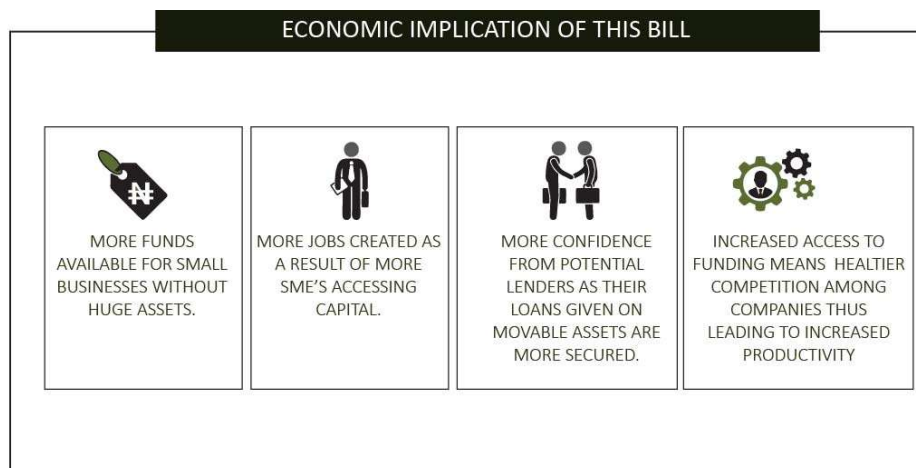 ECONOMIC IMPLICATION OF THIS BILL
₦
MORE FUNDS
AVAILABLE FOR SMALL
BUSINESSES WITHOUT
HUGE ASSETS.
MORE JOBS CREATED AS
A RESULT OF MORE
SME'S ACCESSING
CAPITAL.
MORE CONFIDENCE
FROM POTENTIAL
LENDERS AS THEIR
LOANS GIVEN ON
MOVABLE ASSETS ARE
MORE SECURED.
INCREASED ACCESS TO
FUNDING MEANS HEALTIER
COMPETITION AMONG
COMPANIES THUS
LEADING TO INCREASED
PRODUCTIVITY